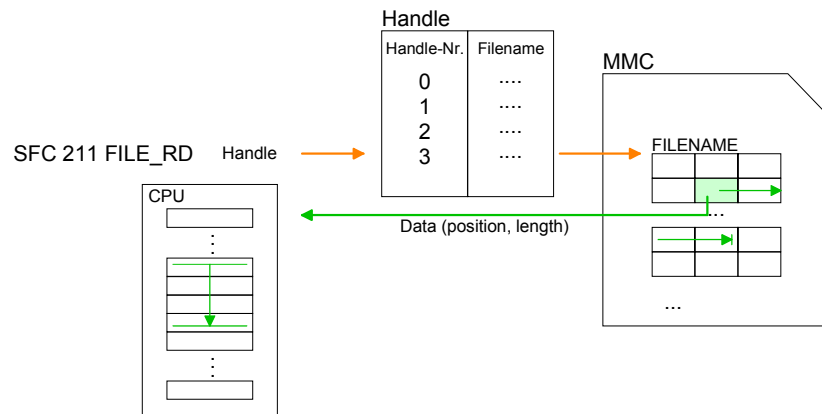 Handle
Handle-Nr. Filename
0 ....
1 ....
2 ....
3 ....
MMC
FILENAME
...
...
SFC 211 FILE_RD Handle
CPU
Data (position, length)